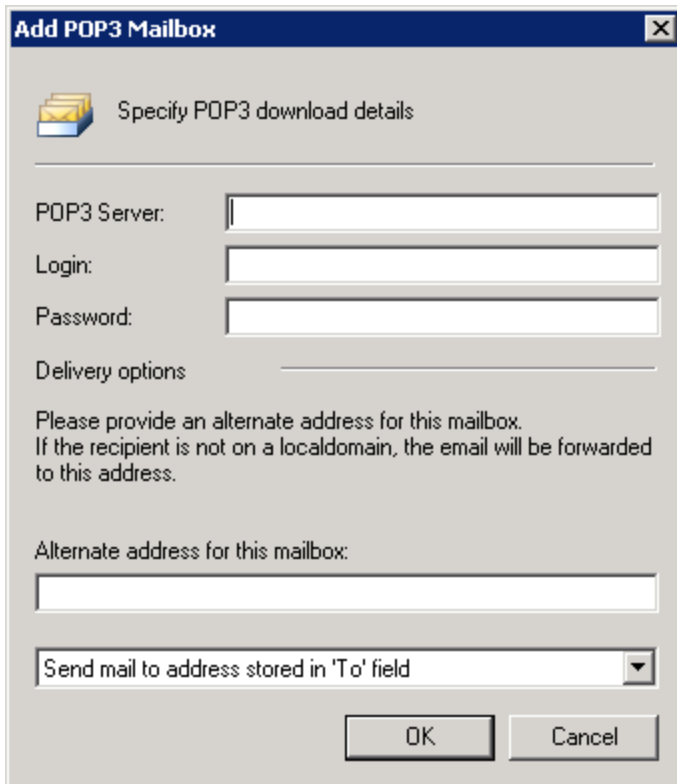 Add POP3 Mailbox
Specify POP3 download details
POP3 Server:
Login:
Password:
Delivery options
Please provide an alternate address for this mailbox.
If the recipient is not on a localdomain, the email will be forwarded
to this address.
Alternate address for this mailbox:
Send mail to address stored in 'To' field
OK Cancel